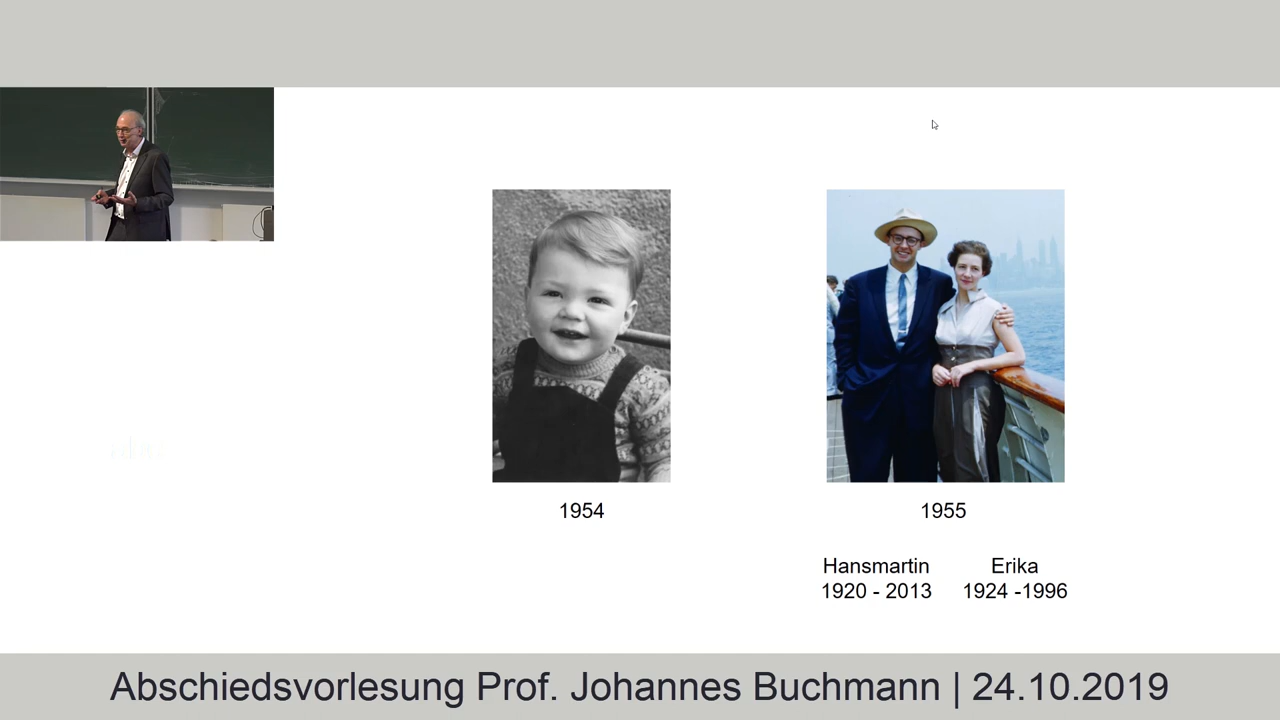 1954
1955
Hansmartin Erika
1920 - 2013 1924 -1996
Abschiedsvorlesung Prof. Johannes Buchmann | 24.10.2019